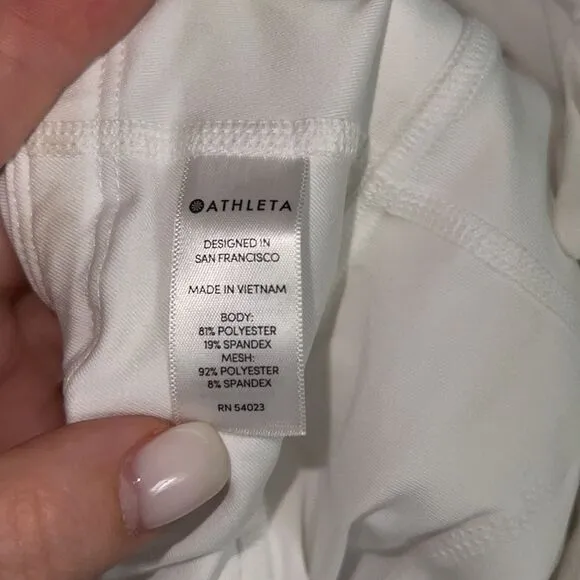 ATHLETA
DESIGNED IN
SAN FRANCISCO
MADE IN VIETNAM
BODY:
81% POLYESTER
19% SPANDEX
MESH:
92% POLYESTER
8% SPANDEX
RN 54023